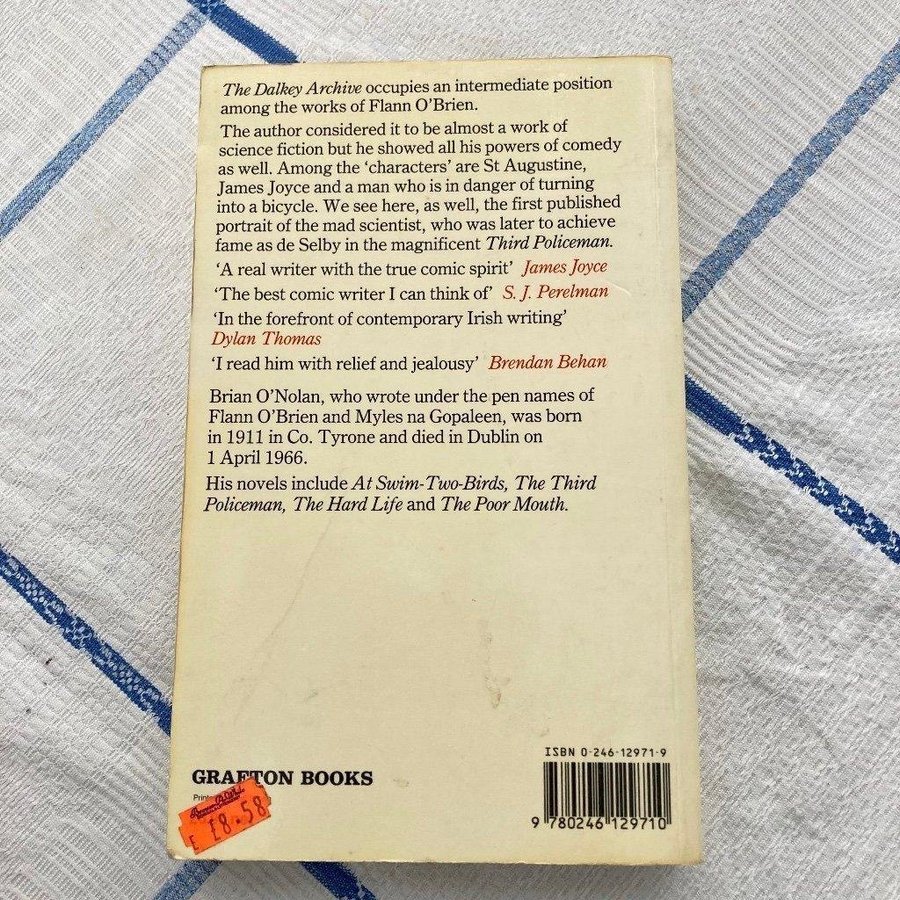 The Dalkey Archive occupies an intermediate position
among the works of Flann O'Brien.
The author considered it to be almost a work of
science fiction but he showed all his powers of comedy
as well. Among the ‘characters’ are St Augustine,
James Joyce and a man who is in danger of turning
into a bicycle. We see here, as well, the first published
portrait of the mad scientist, who was later to achieve
fame as de Selby in the magnificent Third Policeman.
‘A real writer with the true comic spirit’ James Joyce
‘The best comic writer I can think of’ S. J. Perelman
‘In the forefront of contemporary Irish writing’
Dylan Thomas
‘I read him with relief and jealousy’ Brendan Behan
Brian O'Nolan, who wrote under the pen names of
Flann O'Brien and Myles na Gopaleen, was born
in 1911 in Co. Tyrone and died in Dublin on
1 April 1966.
His novels include At Swim-Two-Birds, The Third
Policeman, The Hard Life and The Poor Mouth.
ISBN 0-246-12971-9
GRAFTON BOOKS
£8.58
9 780246 129710